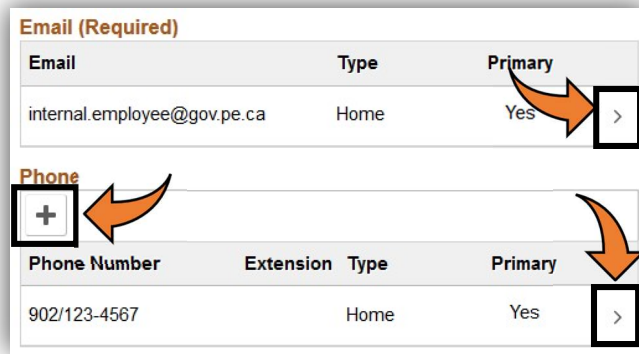 Email (Required)
Email Type Primary
internal.employee@gov.pe.ca Home Yes >
Phone
+
Phone Number Extension Type Primary
902/123-4567 Home Yes >